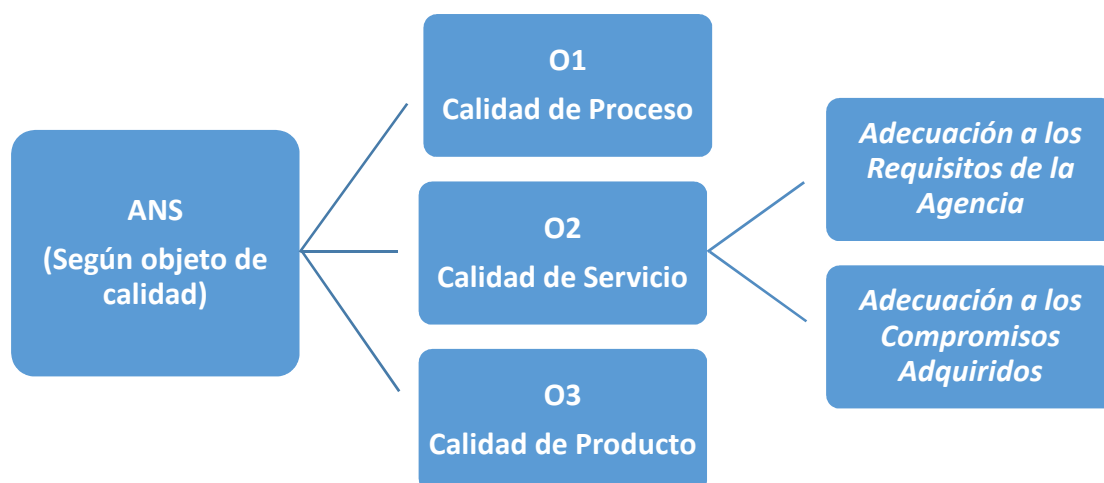 ANS
(Según objeto de
calidad)
O1
Calidad de Proceso
O2
Calidad de Servicio
O3
Calidad de Producto
Adecuación a los
Requisitos de la
Agencia
Adecuación a los
Compromisos
Adquiridos